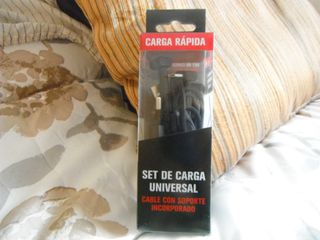 CARGA RÁPIDA
SET DE CARGA
UNIVERSAL
CABLE CON SOPORTE
INCORPORADO